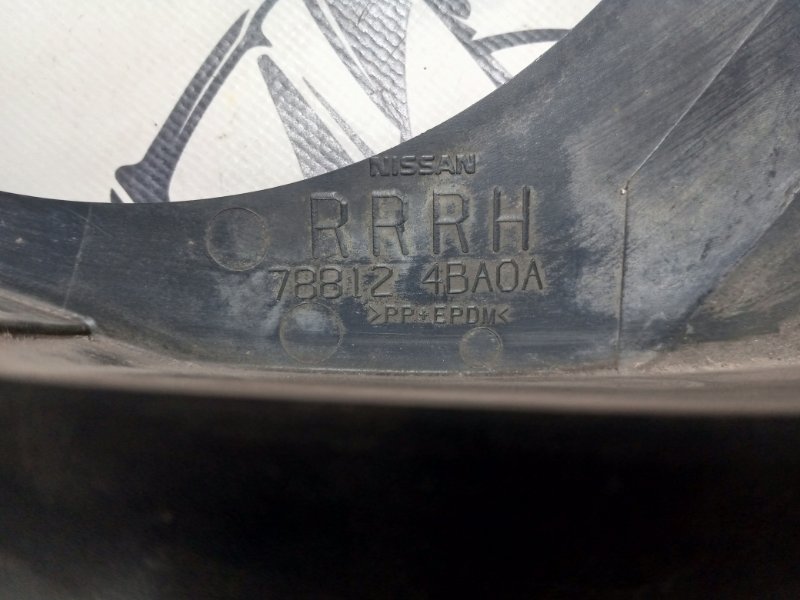 NISSAN
RRRH
78812 4BA0A
>PP+EPDM<